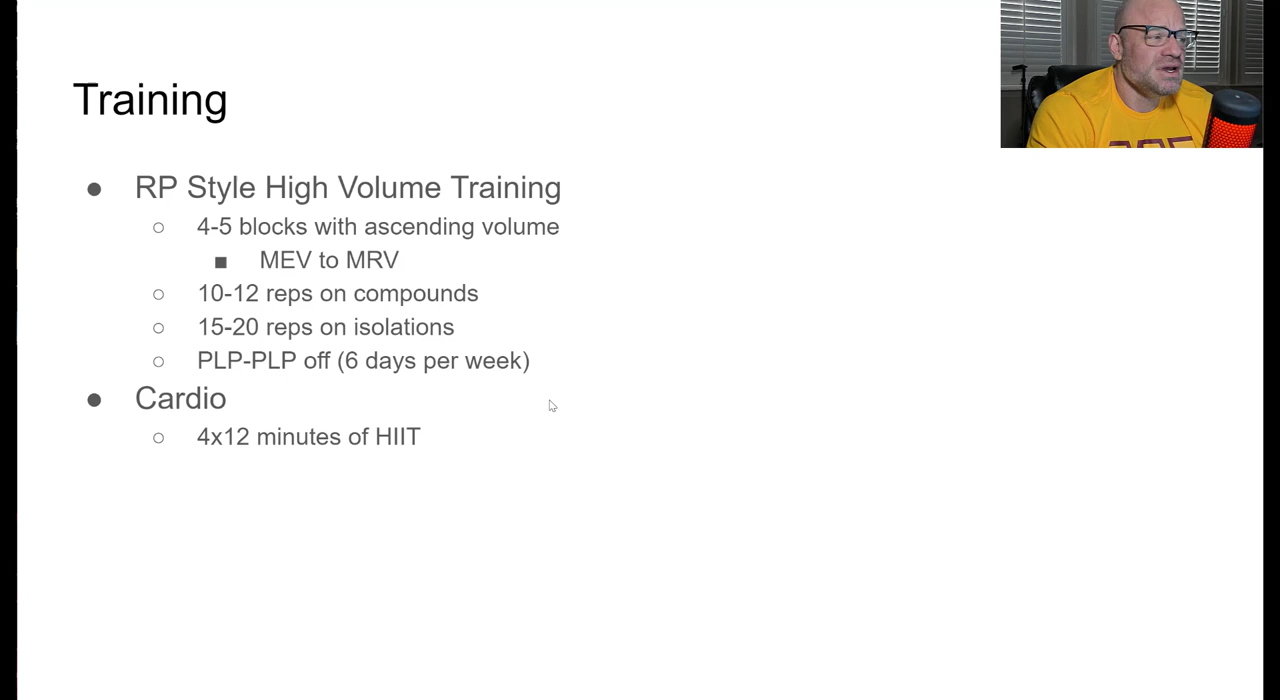 Training
● RP Style High Volume Training
○ 4-5 blocks with ascending volume
■ MEV to MRV
○ 10-12 reps on compounds
○ 15-20 reps on isolations
○ PLP-PLP off (6 days per week)
● Cardio
○ 4x12 minutes of HIIT